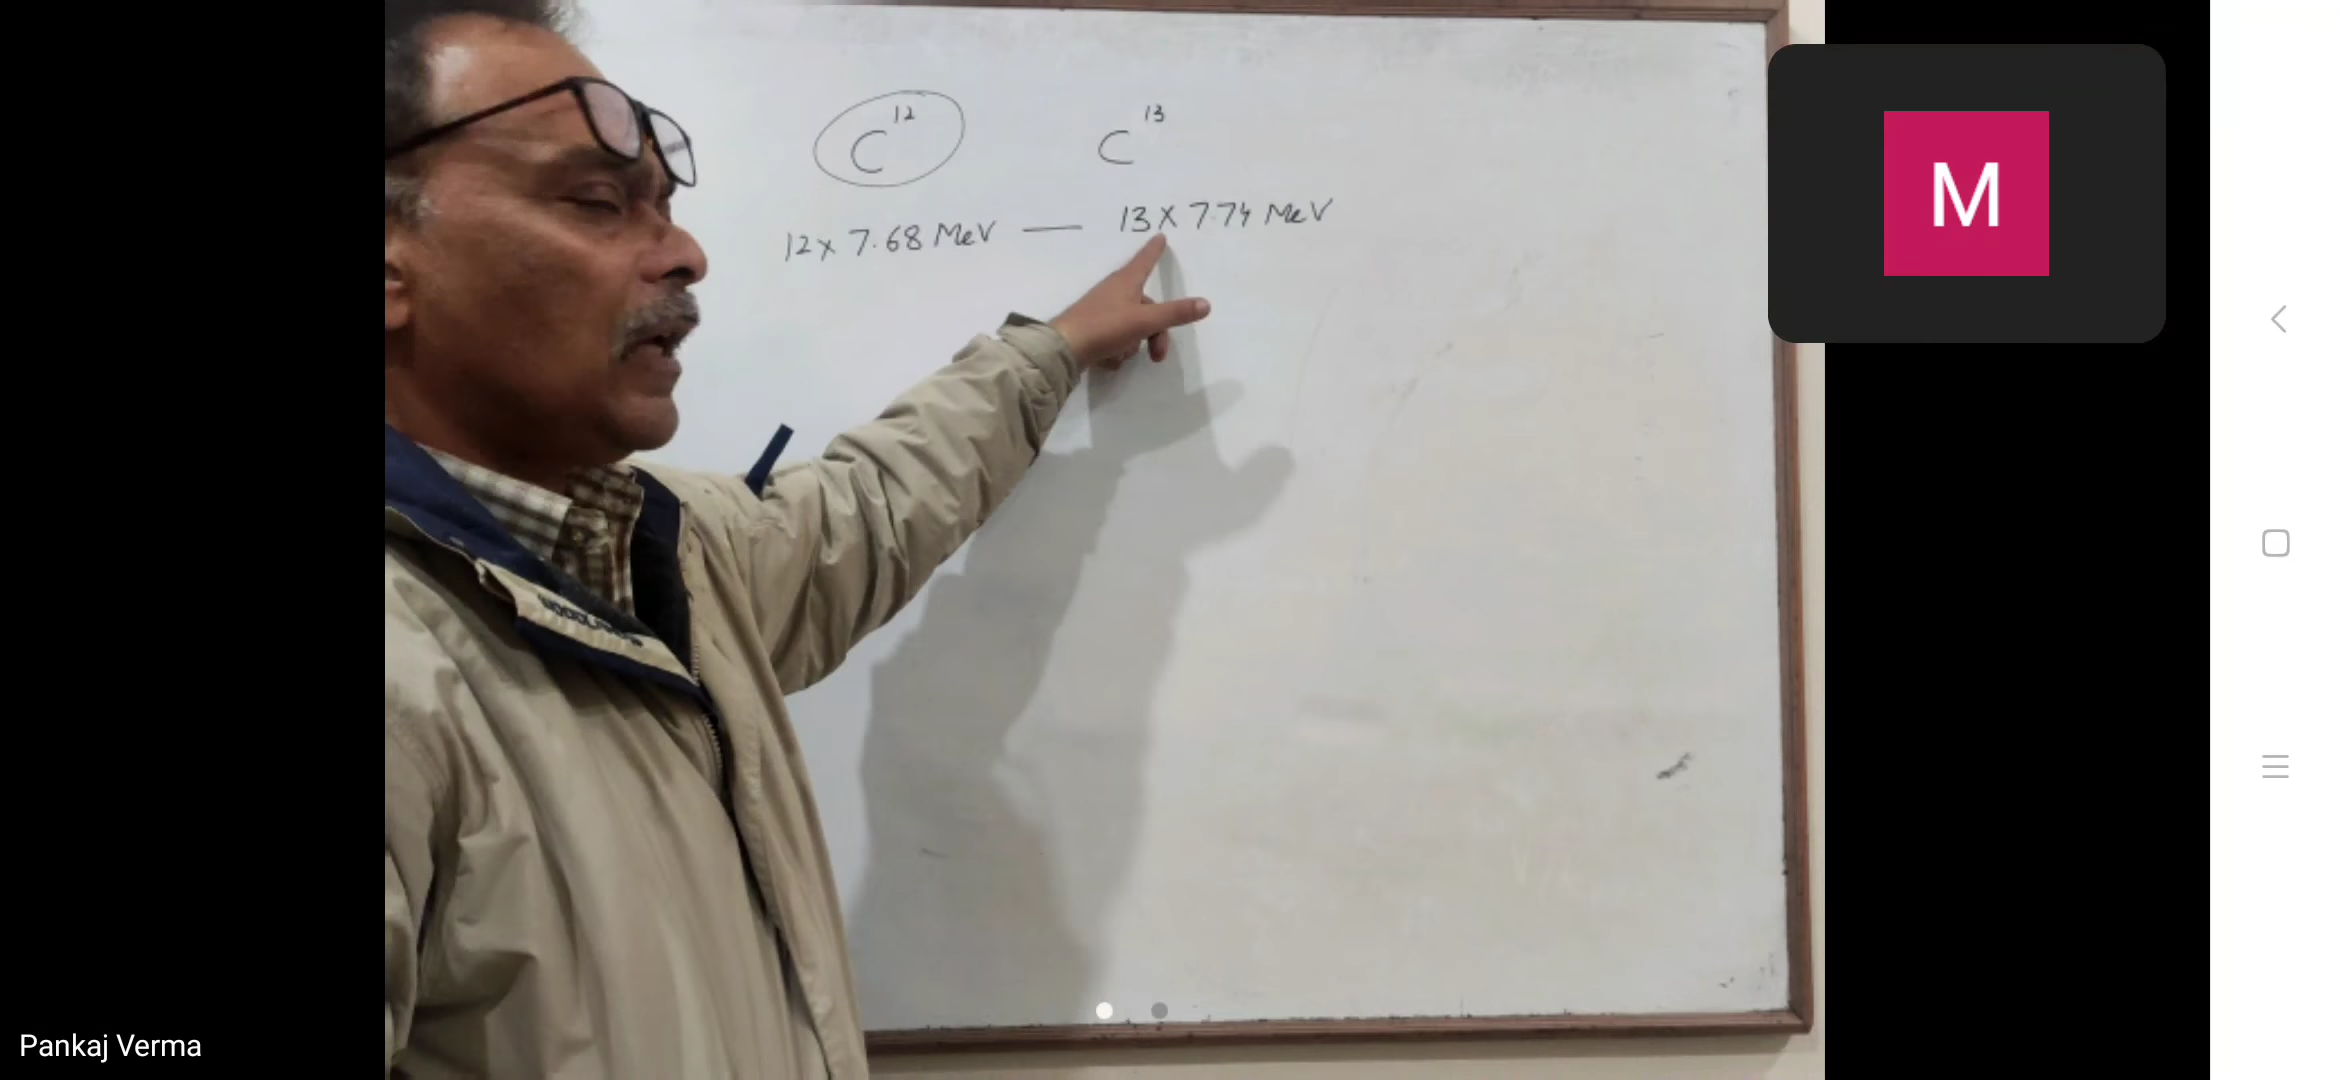 C¹² C¹³
12 x 7.68 MeV — 13 x 7.74 MeV
M
Pankaj Verma